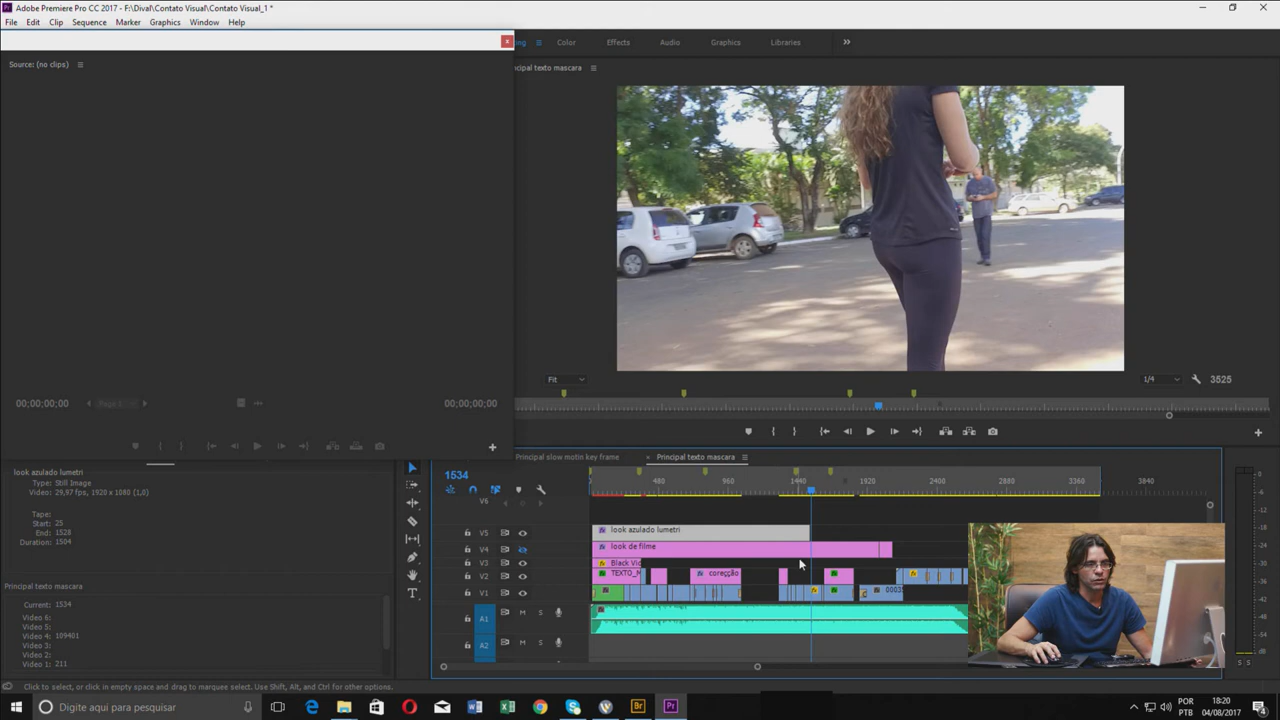 Adobe Premiere Pro CC 2017 - F:\Dival\Contato Visual\Contato Visual_1 *
File Edit Clip Sequence Marker Graphics Window Help
Color Effects Audio Graphics Libraries
Source: (no clips)
cipal texto mascara
00;00;00;00
00;00;00;00
Fit
1/4
3525
look azulado lumetri
Type: Still Image
Video: 29,97 fps, 1920 x 1080 (1,0)
Tape:
Start: 25
End: 1528
Duration: 1504
Principal texto mascara
Current: 1534
Video 6:
Video 5:
Video 4: 109401
Video 3:
Video 2:
Video 1: 211
Principal slow motin key frame
Principal texto mascara
1534
0 480 960 1440 1920 2400 2880 3360 3840
V6
V5 look azulado lumetri
V4 look de filme
V3 Black Vid
V2 TEXTO_M coreçção
V1
A1 M S
A2 M S
S S
Click to select, or click in empty space and drag to marquee select. Use Shift, Alt, and Ctrl for other options.
Digite aqui para pesquisar
Br
Pr
POR
PTB
18:20
04/08/2017